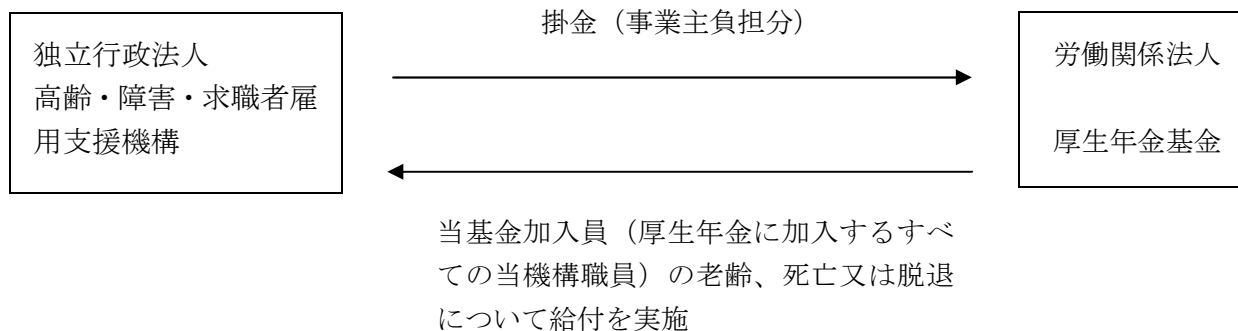 独立行政法人
高齢・障害・求職者雇
用支援機構
掛金（事業主負担分）
労働関係法人
厚生年金基金
当基金加入員（厚生年金に加入するすべ
ての当機構職員）の老齢、死亡又は脱退
について給付を実施